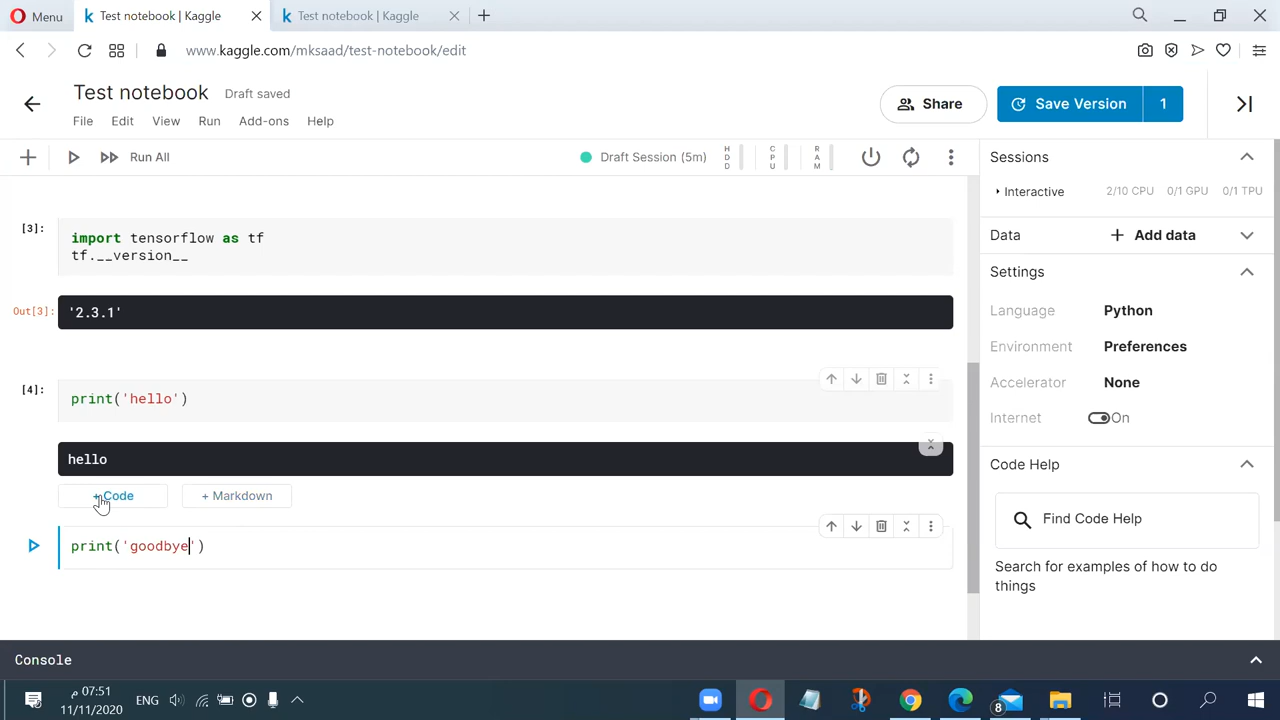 Menu
Test notebook | Kaggle
Test notebook | Kaggle
www.kaggle.com/mksaad/test-notebook/edit
Test notebook
Draft saved
Share
Save Version
1
File
Edit
View
Run
Add-ons
Help
Run All
Draft Session (5m)
HDD
CPU
RAM
Sessions
Interactive
2/10 CPU
0/1 GPU
0/1 TPU
[3]:
import tensorflow as tf
tf.__version__
Data
+ Add data
Settings
Out[3]:
'2.3.1'
Language
Python
Environment
Preferences
Accelerator
None
Internet
On
[4]:
print('hello')
hello
+ Code
+ Markdown
print('goodbye')
Code Help
Find Code Help
Search for examples of how to do
things
Console
07:51 م
11/11/2020
ENG
8